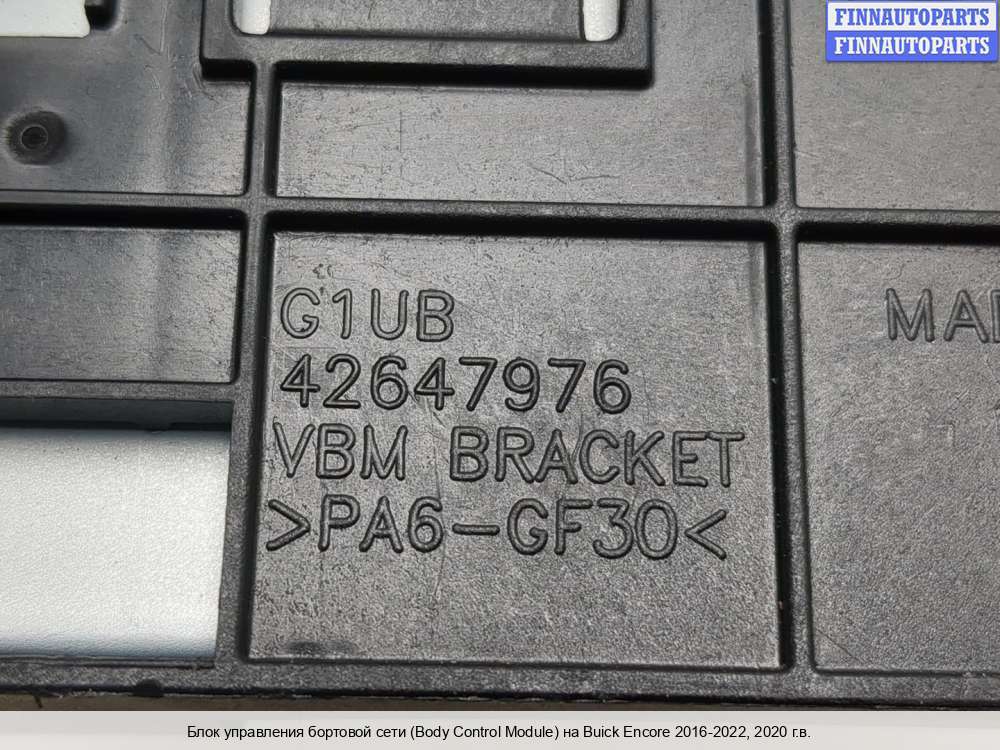 FINNAUTOPARTS
FINNAUTOPARTS
G1UB
42647976
VBM BRACKET
>PA6-GF30<
Блок управления бортовой сети (Body Control Module) на Buick Encore 2016-2022, 2020 г.в.